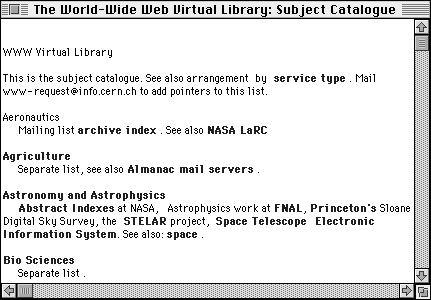 The World-Wide Web Virtual Library: Subject Catalogue
WWW Virtual Library
This is the subject catalogue. See also arrangement by service type . Mail
www-request@info.cern.ch to add pointers to this list.
Aeronautics
Mailing list archive index . See also NASA LaRC
Agriculture
Separate list, see also Almanac mail servers .
Astronomy and Astrophysics
Abstract Indexes at NASA, Astrophysics work at FNAL, Princeton's Sloane
Digital Sky Survey, the STELAR project, Space Telescope Electronic
Information System. See also: space .
Bio Sciences
Separate list .